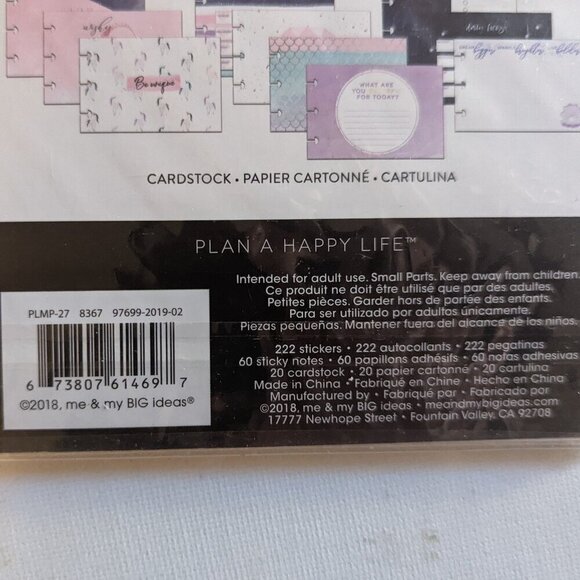 Be unique
WHAT ARE
YOU
FOR TODAY?
CARDSTOCK • PAPIER CARTONNÉ • CARTULINA
PLAN A HAPPY LIFE™
Intended for adult use. Small Parts. Keep away from children.
Ce produit ne doit être utilisé que par des adultes.
Petites pièces. Garder hors de portée des enfants.
Para ser utilizado por adultos únicamente.
Piezas pequeñas. Mantener fuera del alcance de los niños.
PLMP-27 8367 97699-2019-02
6 73807 61469 7
©2018, me & my BIG ideas®
222 stickers • 222 autocollants • 222 pegatinas
60 sticky notes • 60 papillons adhésifs • 60 notas adhesivas
20 cardstock • 20 papier cartonné • 20 cartulina
Made in China • Fabriqué en Chine • Hecho en China
Manufactured by • Fabriqué par • Fabricado por
©2018, me & my BIG ideas • meandmybigideas.com
17777 Newhope Street • Fountain Valley, CA 92708